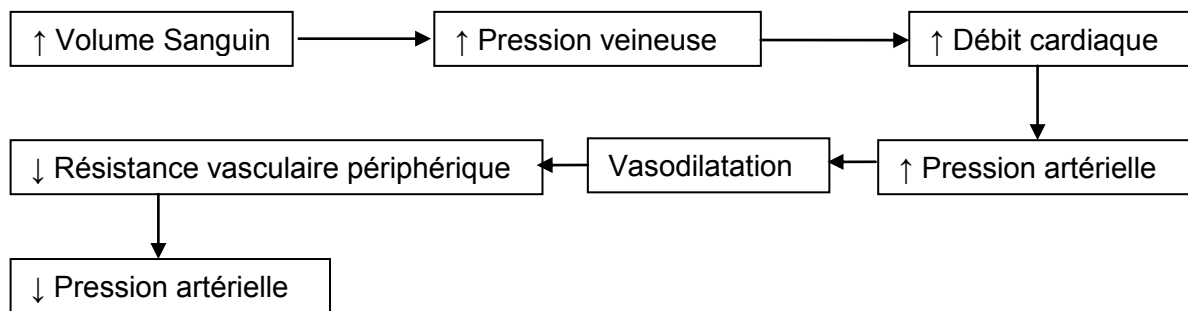 ↑ Volume Sanguin
↑ Pression veineuse
↑ Débit cardiaque
↑ Pression artérielle
Vasodilatation
↓ Résistance vasculaire périphérique
↓ Pression artérielle